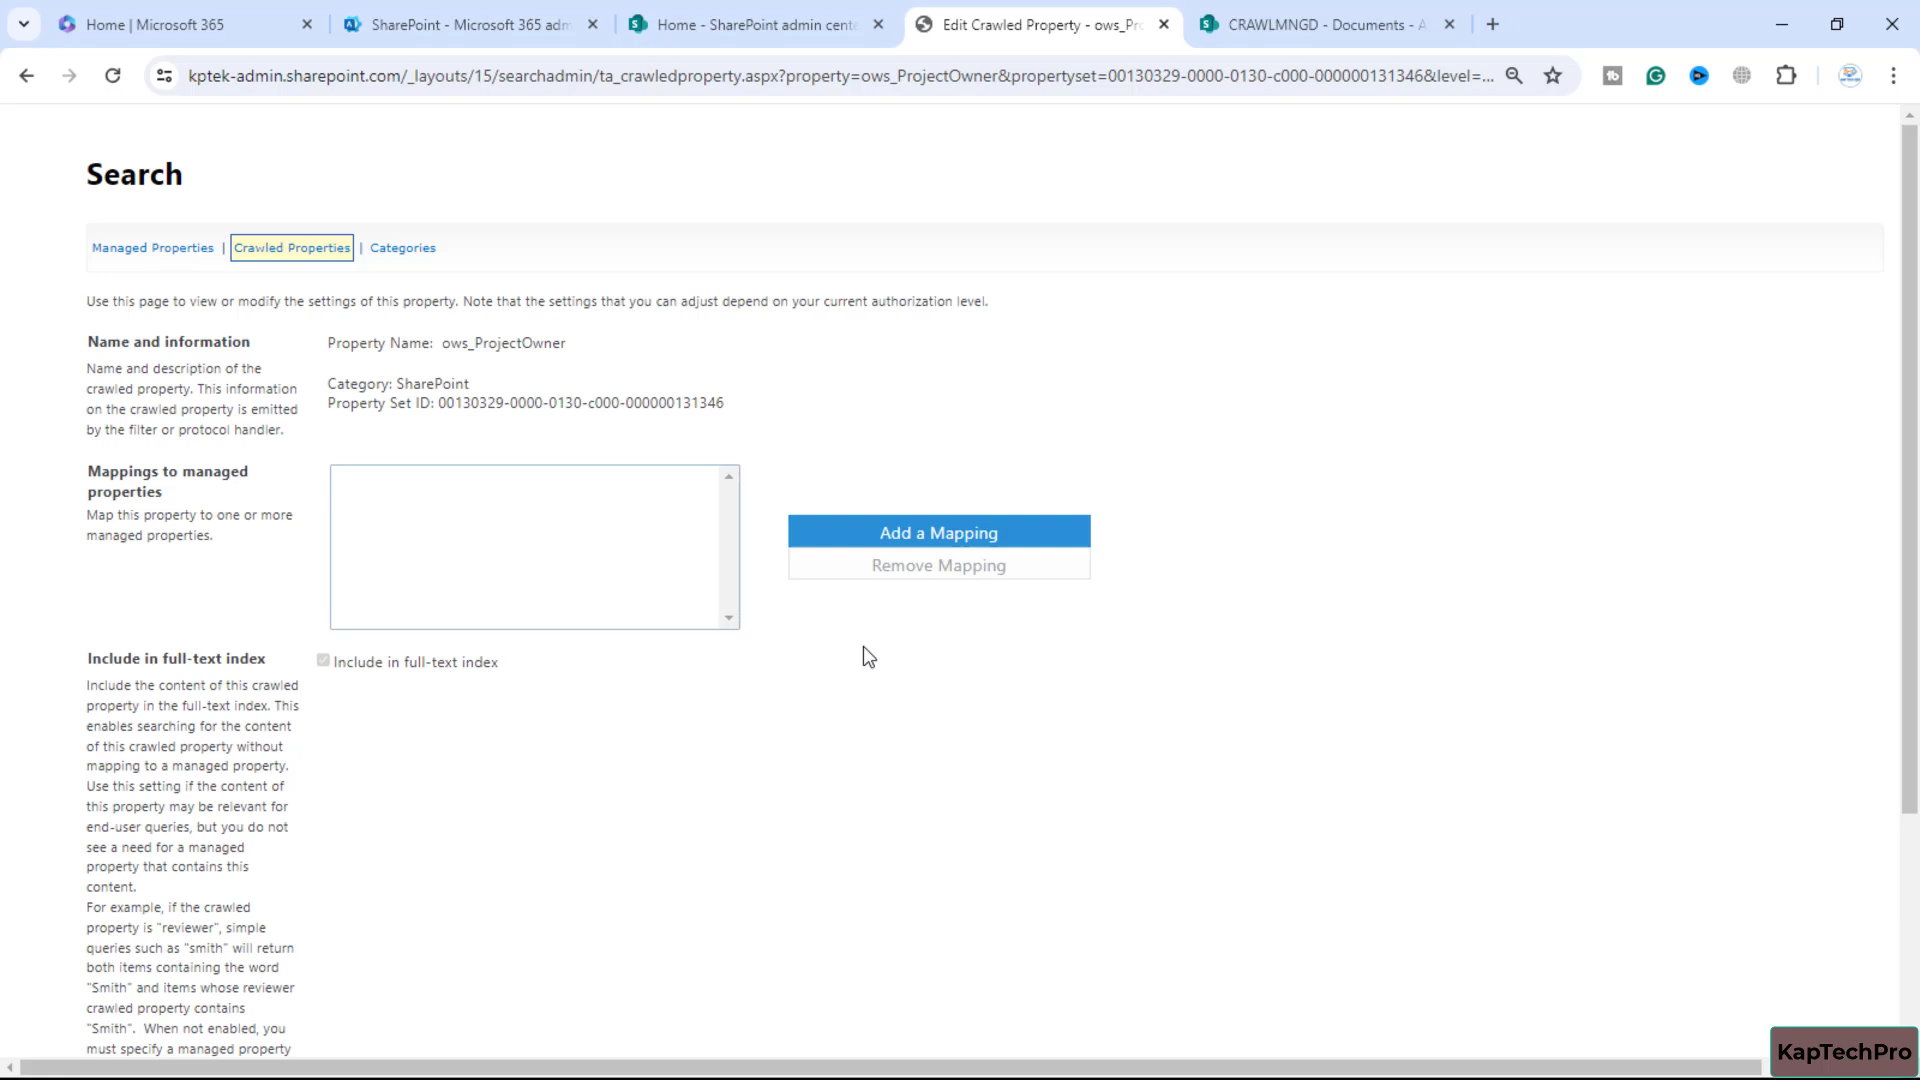 Home | Microsoft 365
SharePoint - Microsoft 365 adm
Home - SharePoint admin cente
Edit Crawled Property - ows_Pro
CRAWLMNGD - Documents - A
kptek-admin.sharepoint.com/_layouts/15/searchadmin/ta_crawledproperty.aspx?property=ows_ProjectOwner&propertyset=00130329-0000-0130-c000-000000131346&level=...
Search
Managed Properties | Crawled Properties | Categories
Use this page to view or modify the settings of this property. Note that the settings that you can adjust depend on your current authorization level.
Name and information
Name and description of the
crawled property. This information
on the crawled property is emitted
by the filter or protocol handler.
Property Name: ows_ProjectOwner
Category: SharePoint
Property Set ID: 00130329-0000-0130-c000-000000131346
Mappings to managed
properties
Map this property to one or more
managed properties.
Add a Mapping
Remove Mapping
Include in full-text index
Include in full-text index
Include the content of this crawled
property in the full-text index. This
enables searching for the content
of this crawled property without
mapping to a managed property.
Use this setting if the content of
this property may be relevant for
end-user queries, but you do not
see a need for a managed
property that contains this
content.
For example, if the crawled
property is "reviewer", simple
queries such as "smith" will return
both items containing the word
"Smith" and items whose reviewer
crawled property contains
"Smith". When not enabled, you
must specify a managed property
KapTechPro